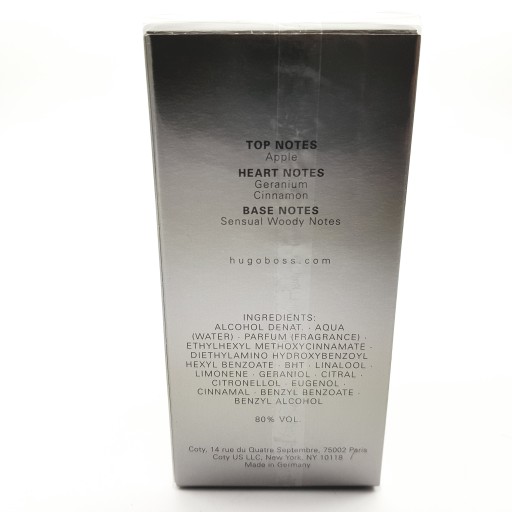 TOP NOTES
Apple
HEART NOTES
Geranium
Cinnamon
BASE NOTES
Sensual Woody Notes
hugoboss.com
INGREDIENTS:
ALCOHOL DENAT. · AQUA
(WATER) · PARFUM (FRAGRANCE) ·
ETHYLHEXYL METHOXYCINNAMATE ·
DIETHYLAMINO HYDROXYBENZOYL
HEXYL BENZOATE · BHT · LINALOOL ·
LIMONENE · GERANIOL · CITRAL ·
CITRONELLOL · EUGENOL ·
CINNAMAL · BENZYL BENZOATE ·
BENZYL ALCOHOL
80% VOL.
Coty, 14 rue du Quatre Septembre, 75002 Paris
Coty US LLC, New York, NY 10118
Made in Germany